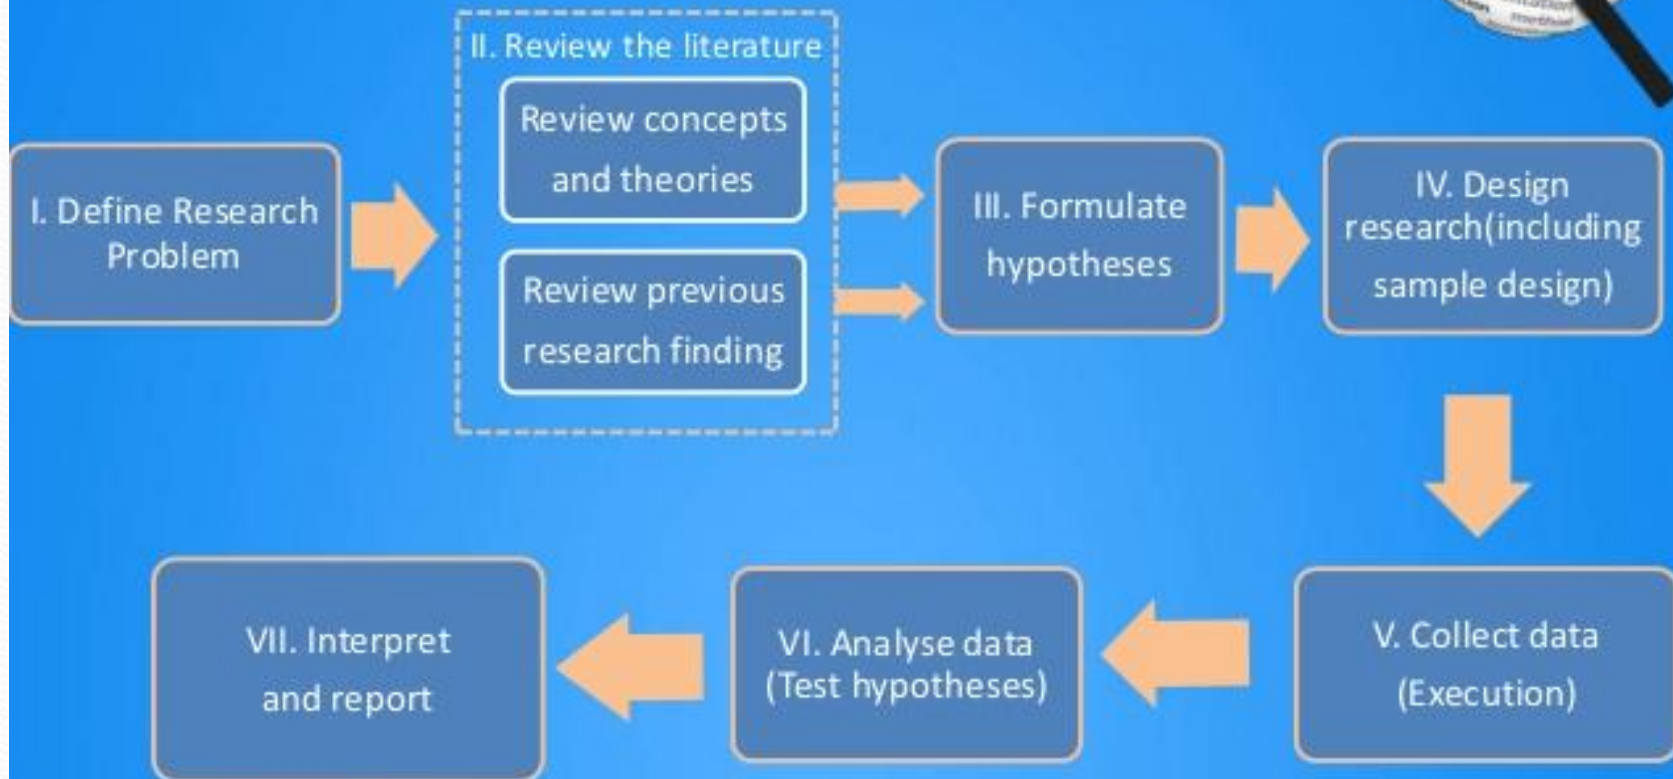 II. Review the literature
Review concepts
and theories
Review previous
research finding
I. Define Research
Problem
III. Formulate
hypotheses
IV. Design
research(including
sample design)
V. Collect data
(Execution)
VI. Analyse data
(Test hypotheses)
VII. Interpret
and report